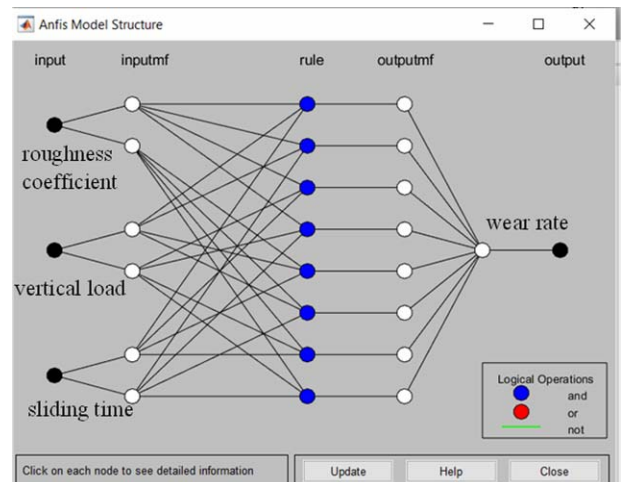 Anfis Model Structure
input inputmf rule outputmf output
roughness
coefficient
wear rate
vertical load
sliding time
Logical Operations
and
or
not
Click on each node to see detailed information
Update Help Close